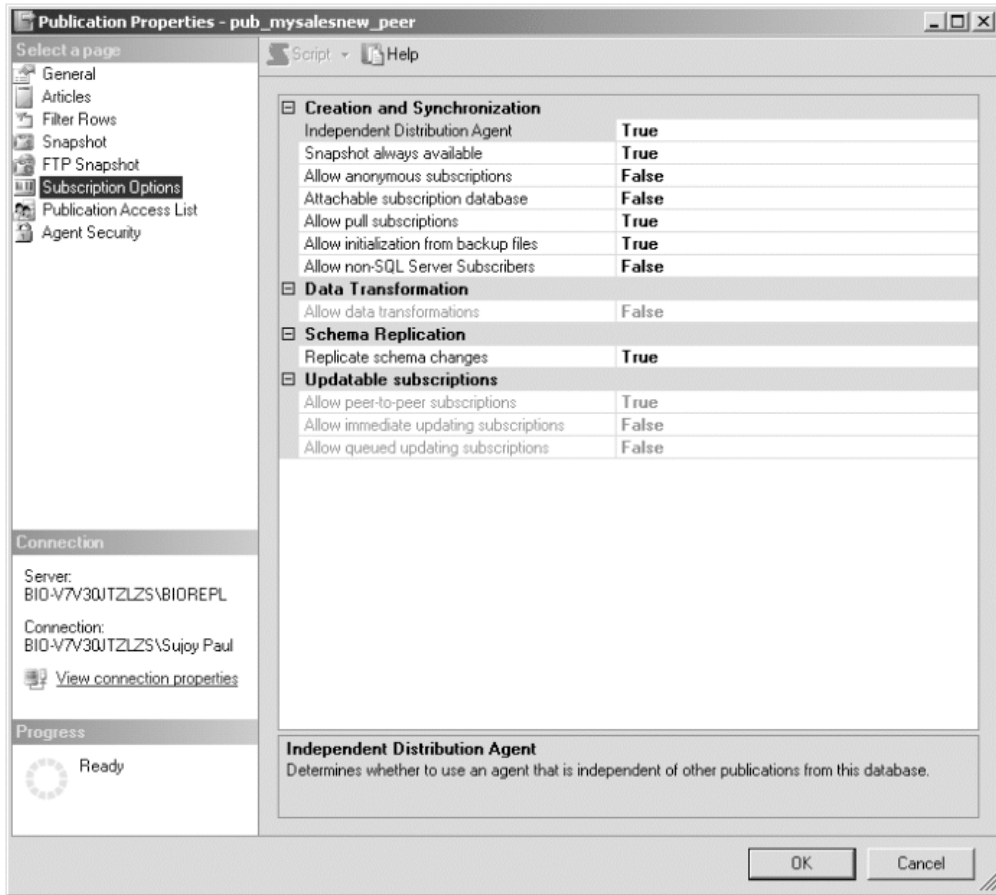 Publication Properties - pub_mysalesnew_peer
Select a page
General
Articles
Filter Rows
Snapshot
FTP Snapshot
Subscription Options
Publication Access List
Agent Security
Script
Help
Creation and Synchronization
Independent Distribution Agent True
Snapshot always available True
Allow anonymous subscriptions False
Attachable subscription database False
Allow pull subscriptions True
Allow initialization from backup files True
Allow non-SQL Server Subscribers False
Data Transformation
Allow data transformations False
Schema Replication
Replicate schema changes True
Updatable subscriptions
Allow peer-to-peer subscriptions True
Allow immediate updating subscriptions False
Allow queued updating subscriptions False
Connection
Server:
BIO-V7V30JTZLZS\BIOREPL
Connection:
BIO-V7V30JTZLZS\Sujoy Paul
View connection properties
Progress
Ready
Independent Distribution Agent
Determines whether to use an agent that is independent of other publications from this database.
OK
Cancel